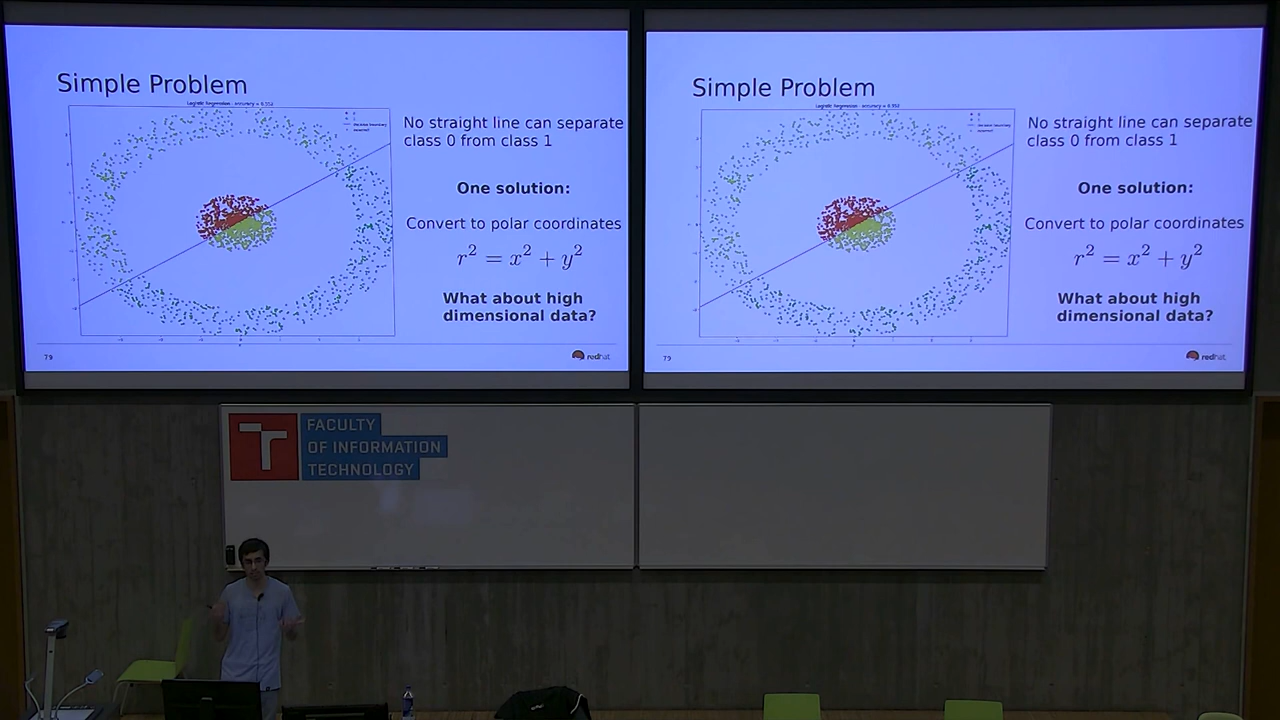 Simple Problem
No straight line can separate
class 0 from class 1
One solution:
Convert to polar coordinates
r² = x² + y²
What about high
dimensional data?
79
redhat
Simple Problem
No straight line can separate
class 0 from class 1
One solution:
Convert to polar coordinates
r² = x² + y²
What about high
dimensional data?
79
redhat
FACULTY
OF INFORMATION
TECHNOLOGY